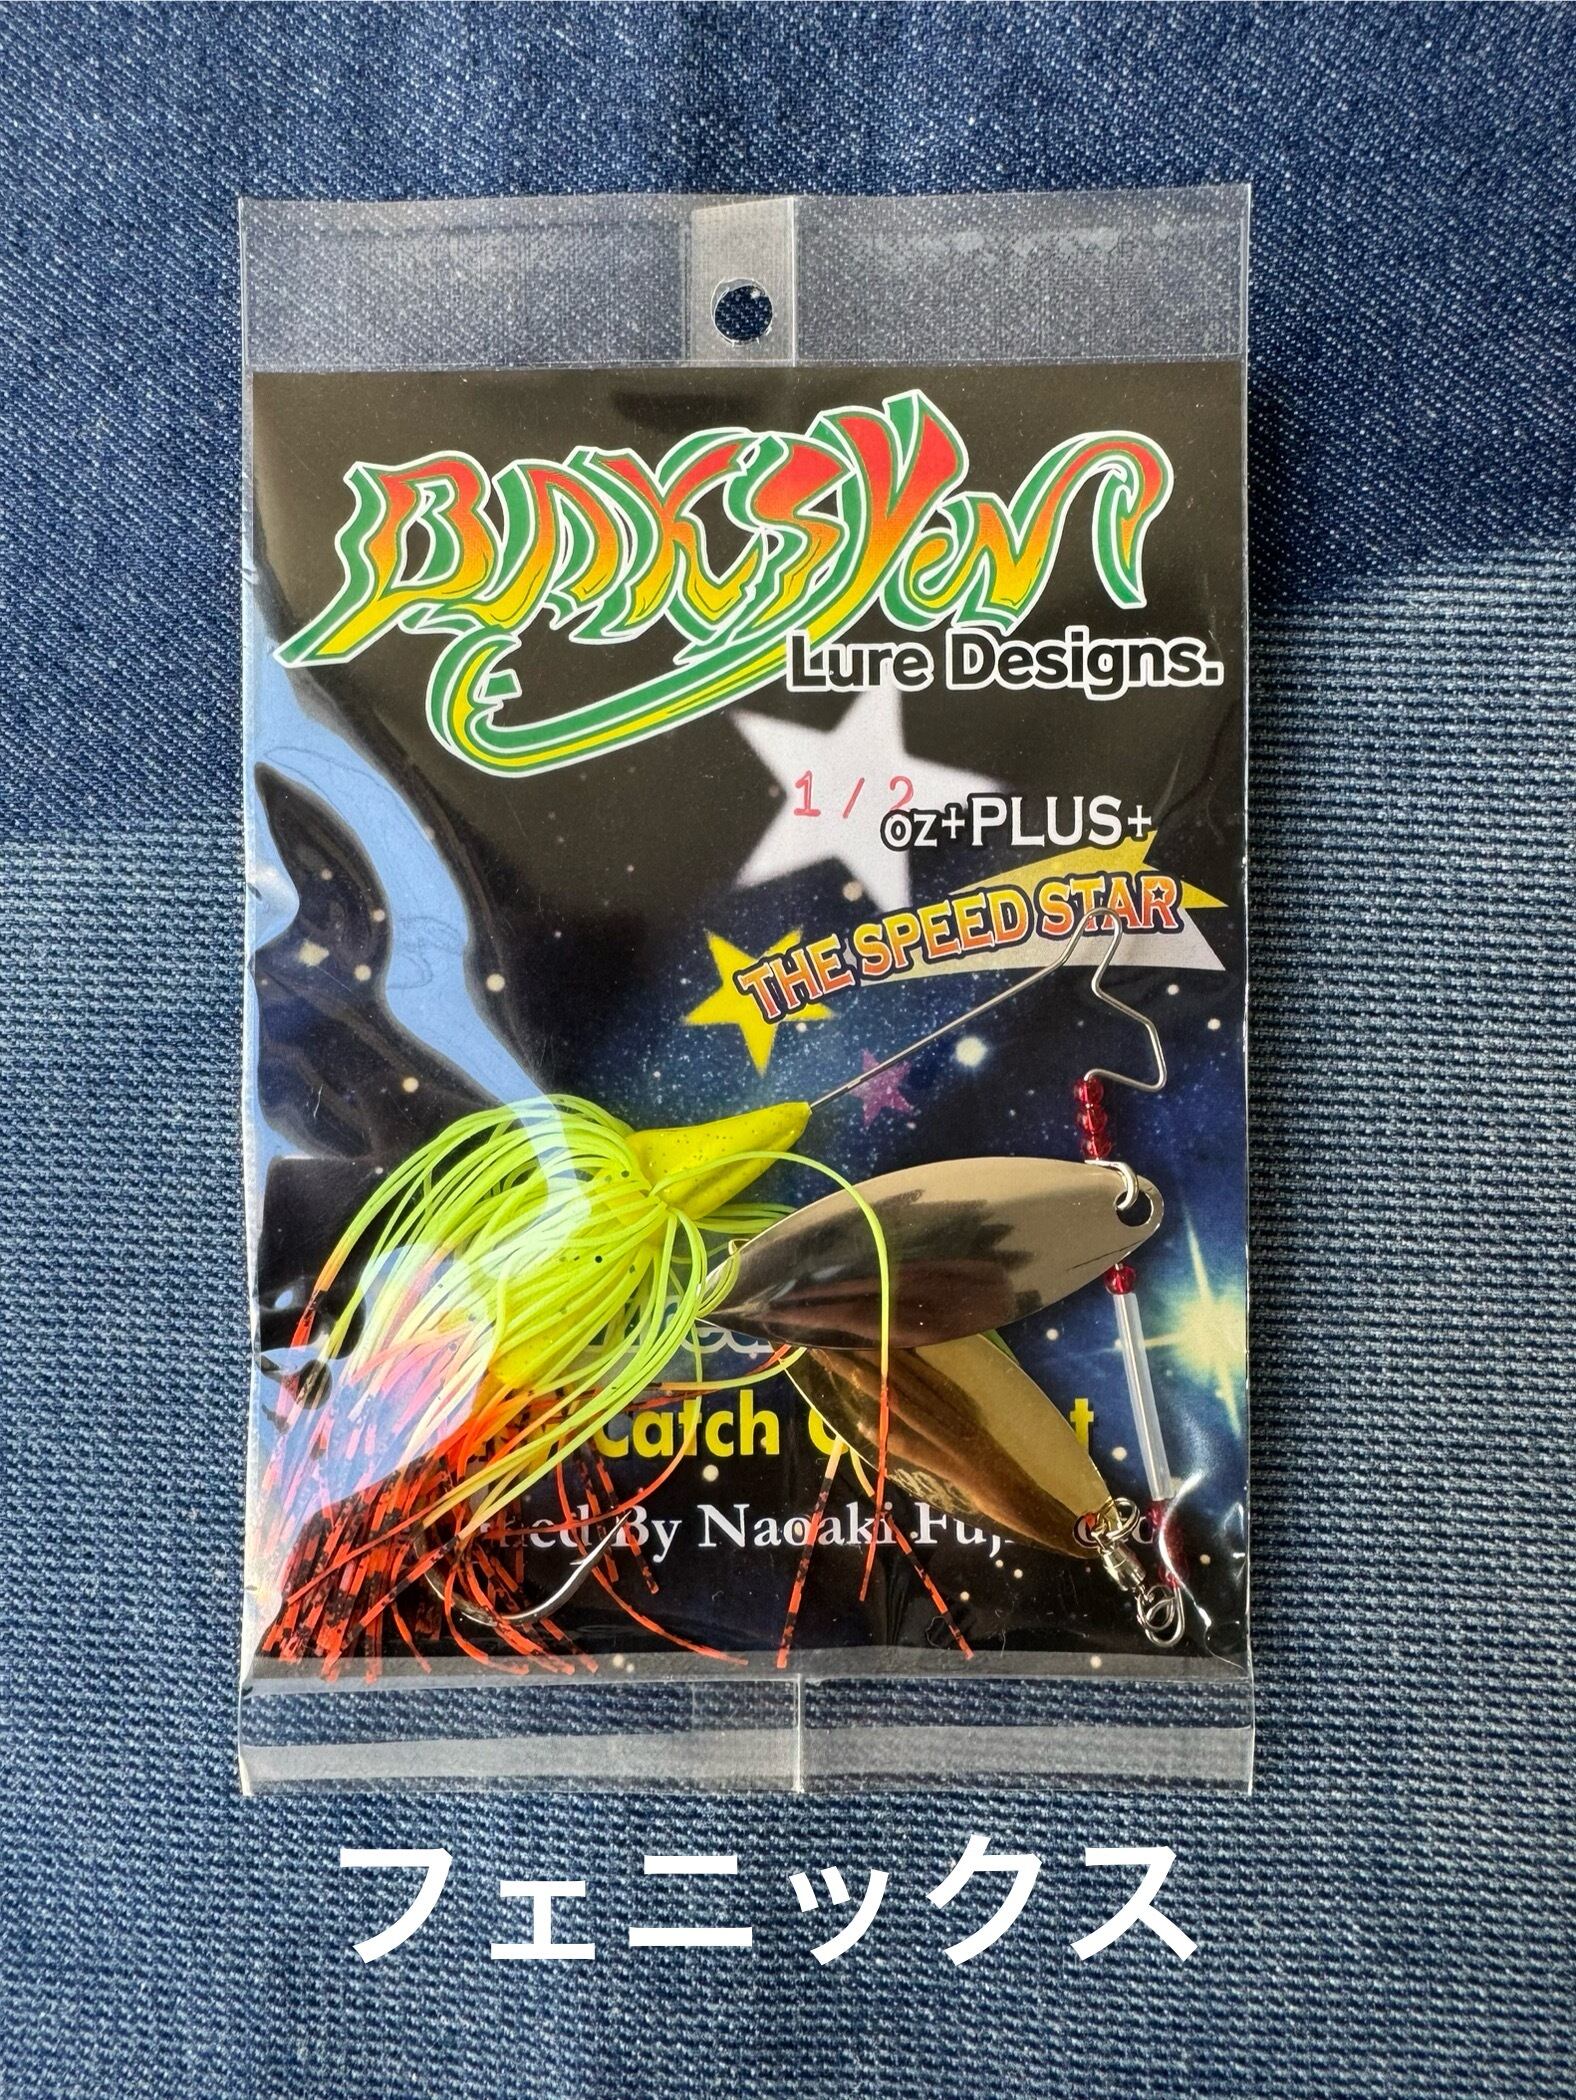 BAKSYEN
Lure Designs.
1/2
oz+PLUS+
THE SPEED STAR
Catch
By Naoaki
フェニックス